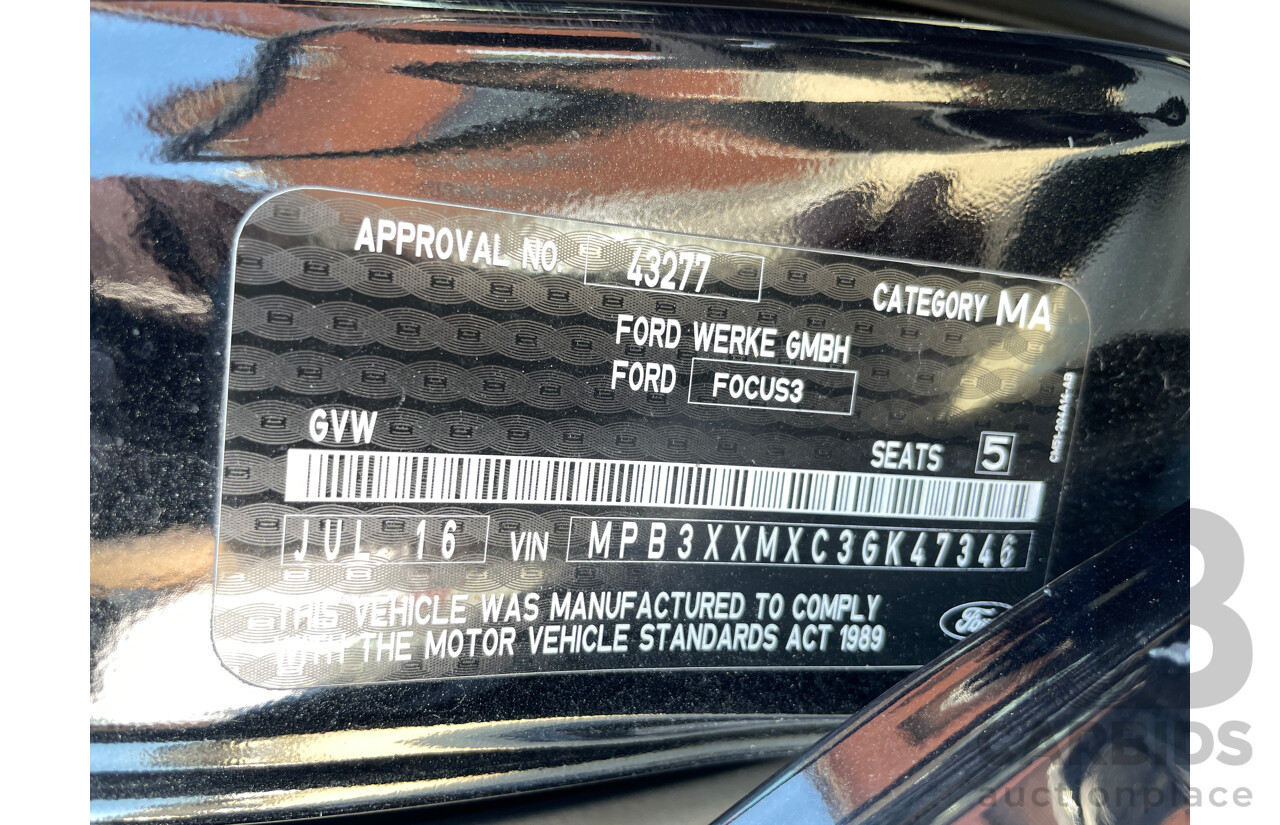 APPROVAL NO. 43277
CATEGORY MA
FORD WERKE GMBH
FORD FOCUS3
GVW
SEATS 5
JUL 16 VIN MPB3XXMXC3GK47346
THIS VEHICLE WAS MANUFACTURED TO COMPLY
WITH THE MOTOR VEHICLE STANDARDS ACT 1989
Ford
auctionplace